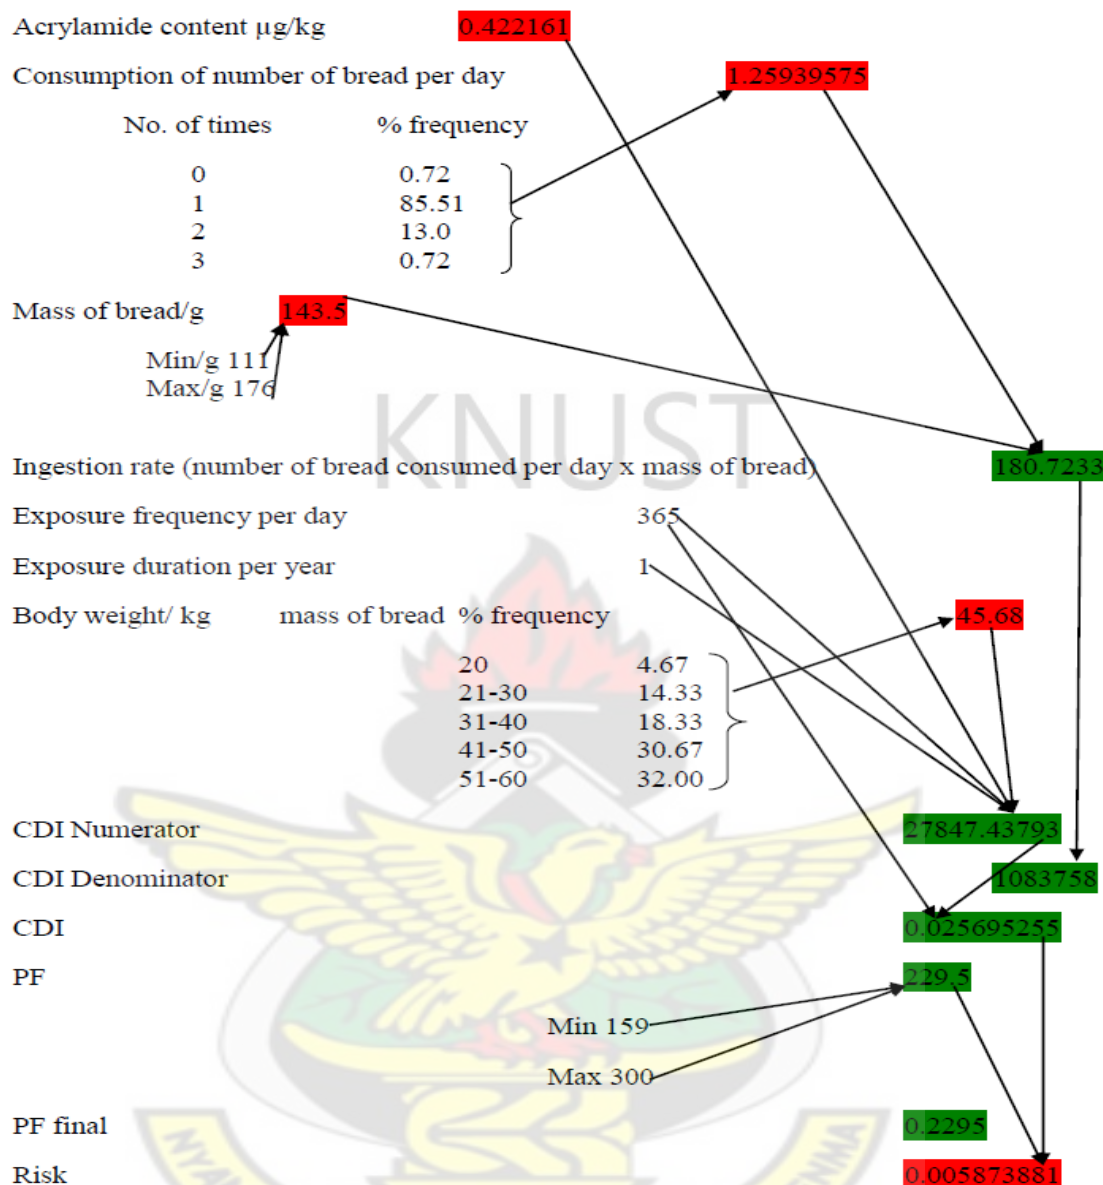 Acrylamide content µg/kg 0.422161
Consumption of number of bread per day 1.25939575
No. of times % frequency
0 0.72
1 85.51
2 13.0
3 0.72
Mass of bread/g 143.5
Min/g 111
Max/g 176
KNUST
Ingestion rate (number of bread consumed per day x mass of bread) 180.7233
Exposure frequency per day 365
Exposure duration per year 1
Body weight/ kg mass of bread % frequency 45.68
20 4.67
21-30 14.33
31-40 18.33
41-50 30.67
51-60 32.00
CDI Numerator 27847.43793
CDI Denominator 1083758
CDI 0.025695255
PF 229.5
Min 159
Max 300
PF final 0.2295
Risk 0.005873881